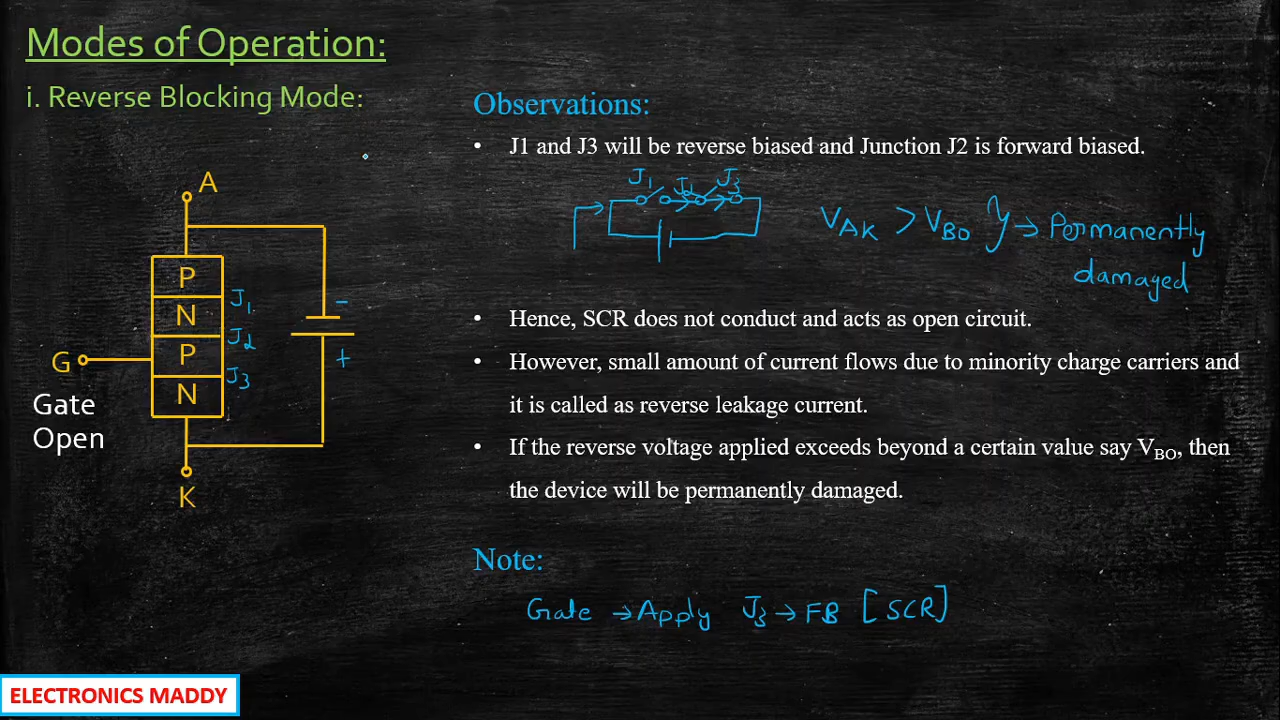 Modes of Operation:
i. Reverse Blocking Mode:
A
P
N
P
N
J1
J2
J3
-
+
G
Gate
Open
K
Observations:
• J1 and J3 will be reverse biased and Junction J2 is forward biased.
J1 J2 J3
VAK > VBO } → Permanently
damaged
• Hence, SCR does not conduct and acts as open circuit.
• However, small amount of current flows due to minority charge carriers and
it is called as reverse leakage current.
• If the reverse voltage applied exceeds beyond a certain value say VBO, then
the device will be permanently damaged.
Note:
Gate → Apply J3 → FB [SCR]
ELECTRONICS MADDY